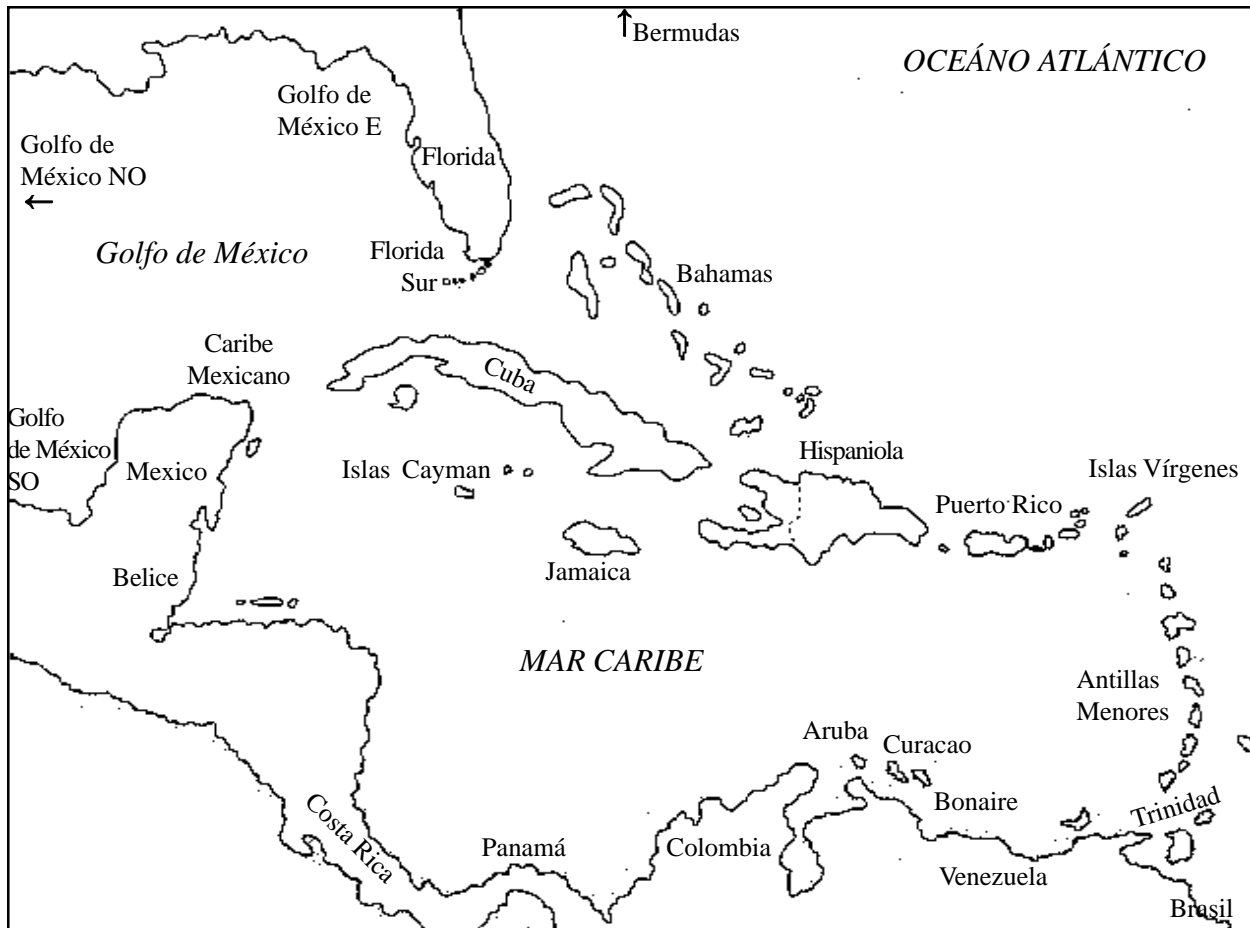 Bermudas
OCEÁNO ATLÁNTICO
Golfo de
México E
Golfo de
México NO
Florida
Golfo de México
Florida
Sur
Bahamas
Caribe
Mexicano
Cuba
Golfo
de México
SO
Mexico
Islas Cayman
Hispaniola
Islas Vírgenes
Puerto Rico
Jamaica
Belice
MAR CARIBE
Antillas
Menores
Aruba
Curacao
Bonaire
Trinidad
Costa Rica
Panamá
Colombia
Venezuela
Brasil